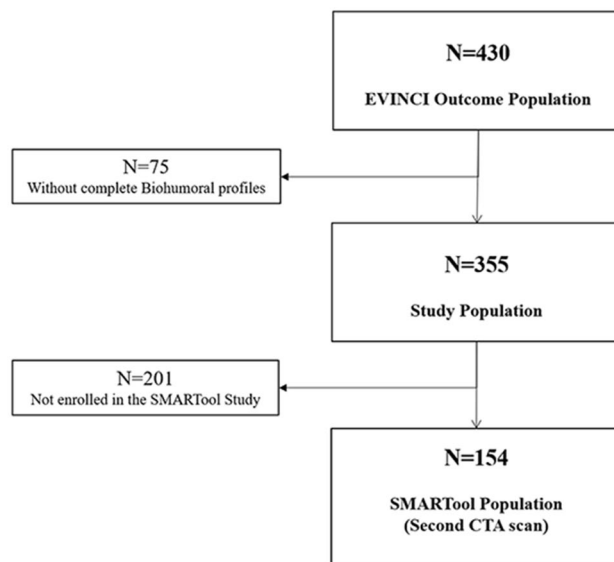 N=430
EVINCI Outcome Population
N=75
Without complete Biohumoral profiles
N=355
Study Population
N=201
Not enrolled in the SMARTool Study
N=154
SMARTool Population
(Second CTA scan)